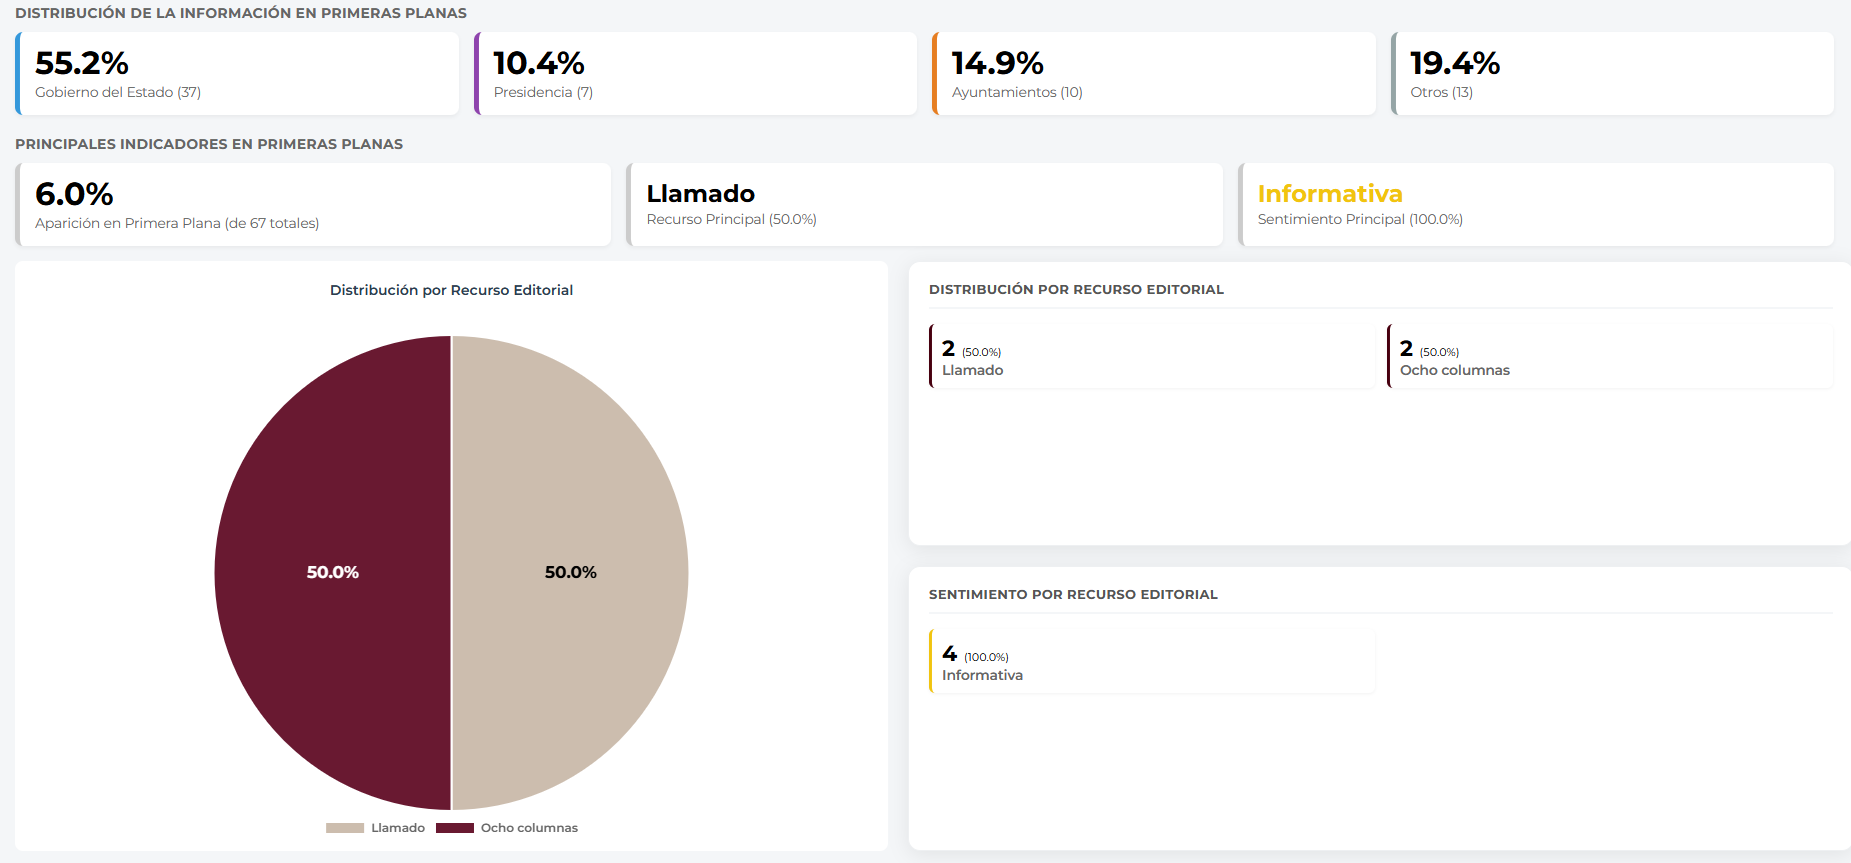 DISTRIBUCIÓN DE LA INFORMACIÓN EN PRIMERAS PLANAS
55.2%
Gobierno del Estado (37)
10.4%
Presidencia (7)
14.9%
Ayuntamientos (10)
19.4%
Otros (13)
PRINCIPALES INDICADORES EN PRIMERAS PLANAS
6.0%
Aparición en Primera Plana (de 67 totales)
Llamado
Recurso Principal (50.0%)
Informativa
Sentimiento Principal (100.0%)
Distribución por Recurso Editorial
50.0%
50.0%
Llamado
Ocho columnas
DISTRIBUCIÓN POR RECURSO EDITORIAL
2 (50.0%)
Llamado
2 (50.0%)
Ocho columnas
SENTIMIENTO POR RECURSO EDITORIAL
4 (100.0%)
Informativa